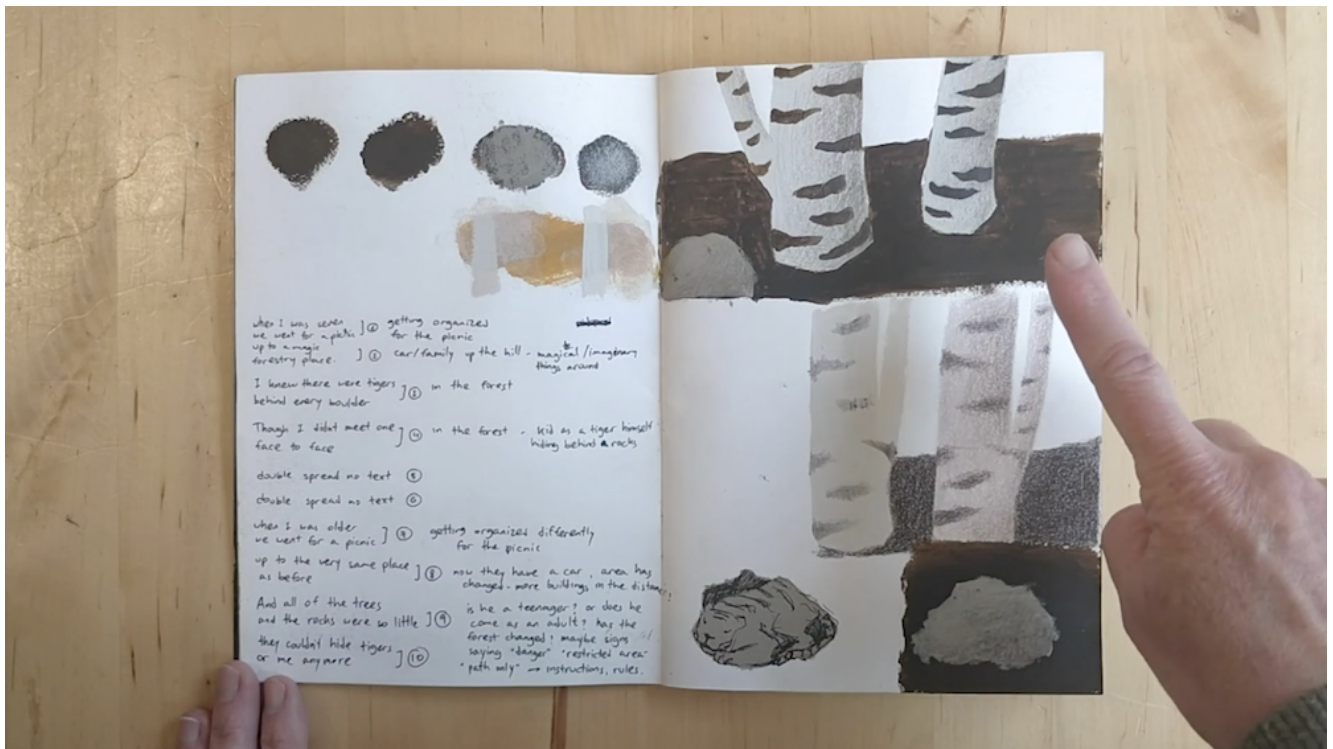 when I was seven
we went for a picnic
up to a magic
forestry place.
getting organized
for the picnic
① car/family up the hill - magical/imaginary
things around
I knew there were tigers
behind every boulder
③ in the forest
Though I didn't meet one
face to face
④ in the forest - kid as a tiger himself
hiding behind rocks
double spread no text ⑤
double spread no text ⑥
when I was older
we went for a picnic
getting organized differently
for the picnic
up to the very same place
as before
⑧ now they have a car, area has
changed - more buildings in the distance
And all of the trees
and the rocks were so little
⑨ is he a teenager? or does he
come as an adult? has the
forest changed? maybe signs
saying "danger" "restricted area"
"path only" → instructions, rules.
they couldn't hide tigers
or me anymore
⑩